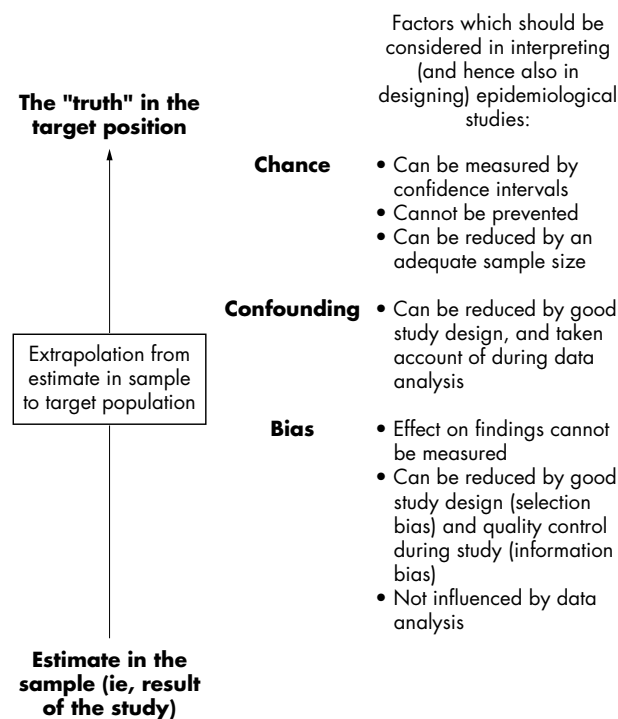 Factors which should be
considered in interpreting
(and hence also in
designing) epidemiological
studies:
The "truth" in the
target position
Chance
• Can be measured by
confidence intervals
• Cannot be prevented
• Can be reduced by an
adequate sample size
Confounding
• Can be reduced by good
study design, and taken
account of during data
analysis
Extrapolation from
estimate in sample
to target population
Bias
• Effect on findings cannot
be measured
• Can be reduced by good
study design (selection
bias) and quality control
during study (information
bias)
• Not influenced by data
analysis
Estimate in the
sample (ie, result
of the study)